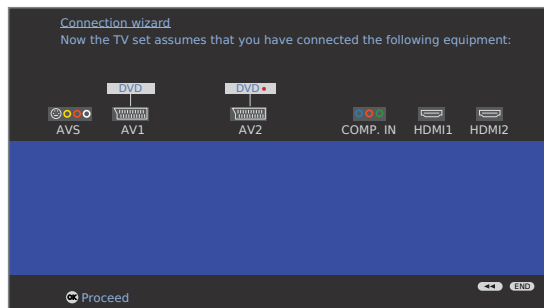 Connection wizard
Now the TV set assumes that you have connected the following equipment:
DVD DVD
AVS AV1 AV2 COMP. IN HDMI1 HDMI2
END
OK Proceed